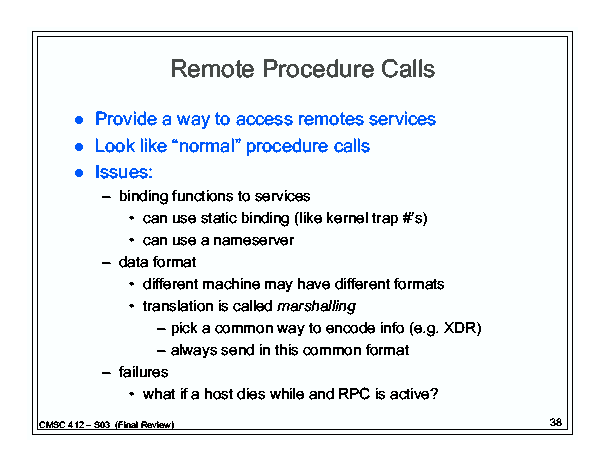 Remote Procedure Calls
● Provide a way to access remotes services
● Look like “normal” procedure calls
● Issues:
– binding functions to services
• can use static binding (like kernel trap #’s)
• can use a nameserver
– data format
• different machine may have different formats
• translation is called marshalling
– pick a common way to encode info (e.g. XDR)
– always send in this common format
– failures
• what if a host dies while and RPC is active?
CMSC 412 – S03 (Final Review)
38